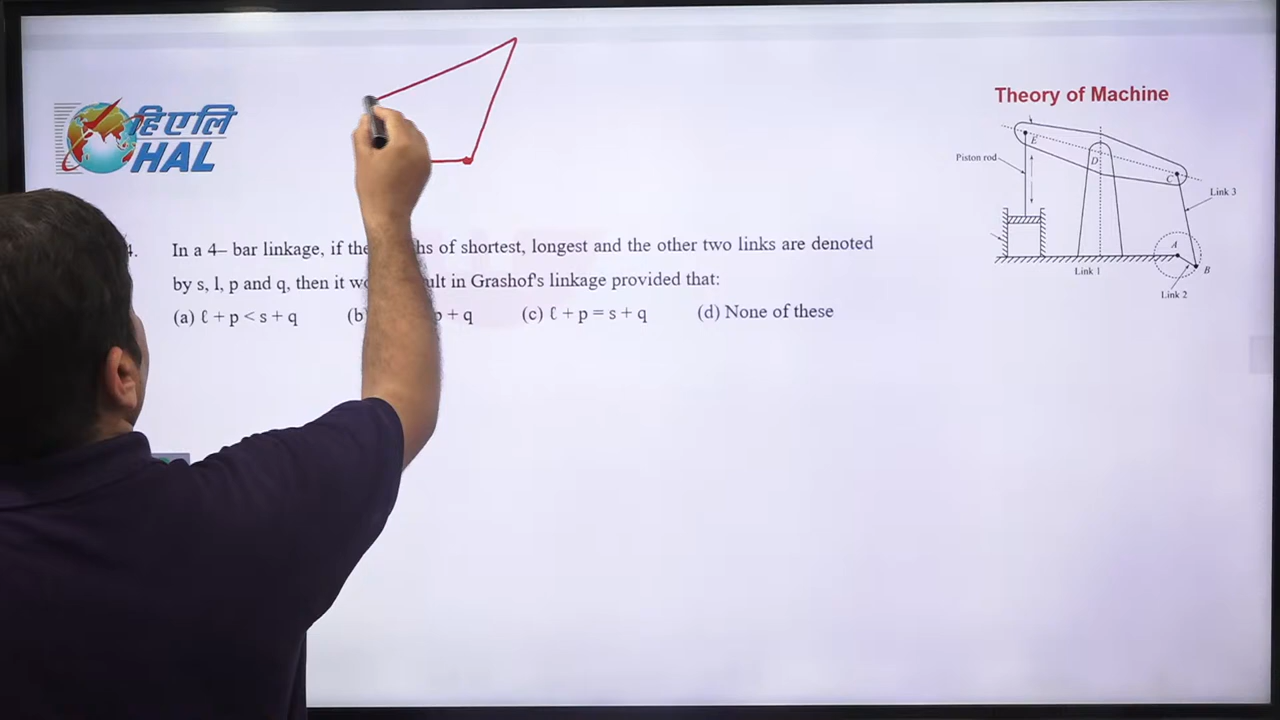 हिएलि
HAL
Theory of Machine
E
Piston rod
D
C
Link 3
A
B
Link 1
Link 2
4.
In a 4– bar linkage, if the hs of shortest, longest and the other two links are denoted
by s, l, p and q, then it ult in Grashof's linkage provided that:
(a) ℓ + p < s + q (b p + q (c) ℓ + p = s + q (d) None of these